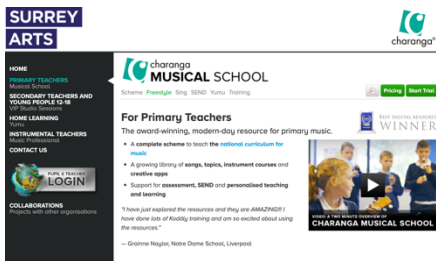 SURREY
ARTS
charanga®
HOME
PRIMARY TEACHERS
Musical School
SECONDARY TEACHERS AND
YOUNG PEOPLE 12-18
VIP Studio Sessions
HOME LEARNING
Yumu
INSTRUMENTAL TEACHERS
Music Professional
CONTACT US
PUPIL & TEACHER
LOGIN
COLLABORATIONS
Projects with other organisations
charanga
MUSICAL SCHOOL
Scheme Freestyle Sing SEND Yumu Training
Pricing Start Trial
For Primary Teachers
The award-winning, modern-day resource for primary music.
• A complete scheme to teach the national curriculum for
music
• A growing library of songs, topics, instrument courses and
creative apps
• Support for assessment, SEND and personalised teaching
and learning
"I have just explored the resources and they are AMAZING!!! I
have done lots of Kodály training and am so excited about using
the resources."
— Grainne Naylor, Notre Dame School, Liverpool
BEST DIGITAL RESOURCE
WINNER
VIDEO: A TWO MINUTE OVERVIEW OF
CHARANGA MUSICAL SCHOOL